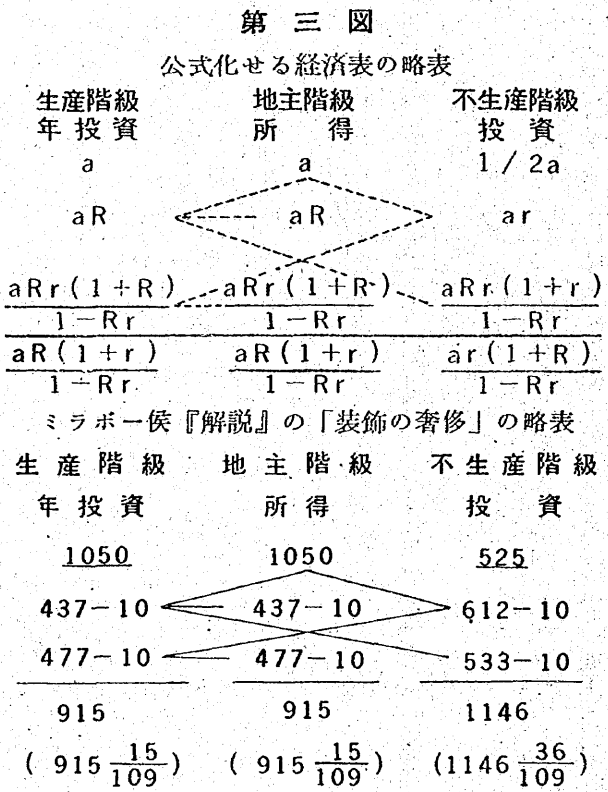 第三図
公式化せる経済表の略表
生産階級 地主階級 不生産階級
年投資 所得 投資
a a 1/2a
aR aR ar
aRr(1+R)/1-Rr aRr(1+R)/1-Rr aRr(1+r)/1-Rr
aR(1+r)/1-Rr aR(1+r)/1-Rr ar(1+R)/1-Rr
ミラボー侯『解説』の「装飾の奢侈」の略表
生産階級 地主階級 不生産階級
年投資 所得 投資
1050 1050 525
437-10 437-10 612-10
477-10 477-10 533-10
915 915 1146
(915 15/109) (915 15/109) (1146 36/109)